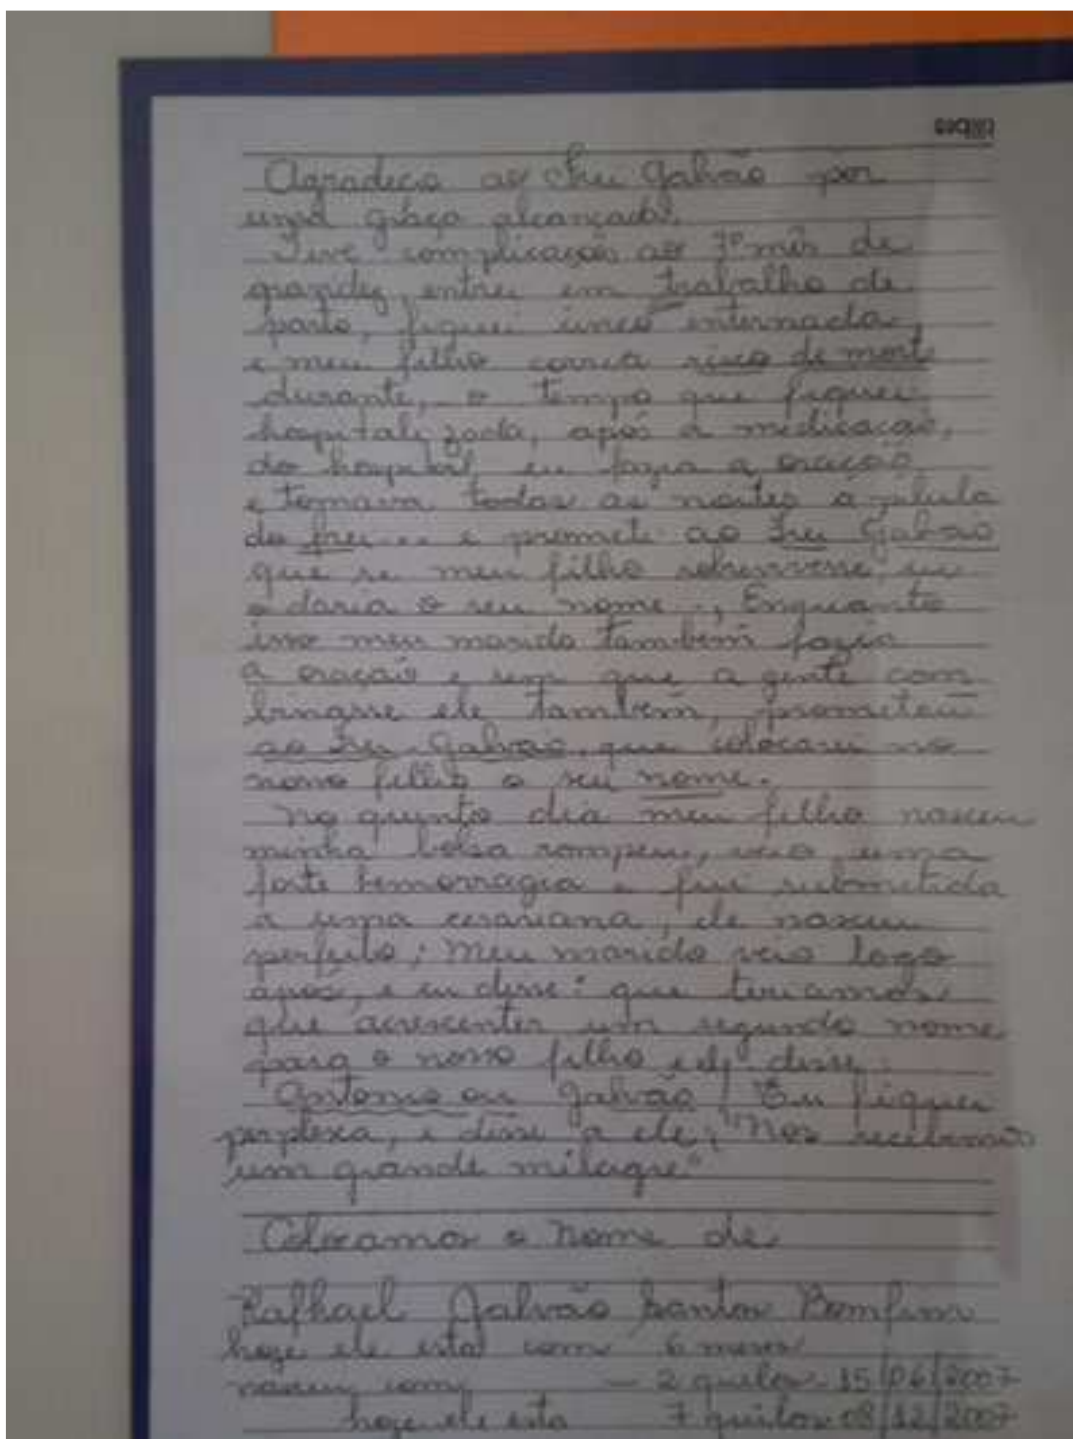 Agradeço ao Frei Galvão por
uma graça alcançada.
Tive complicações ao 7º mês de
gravidez, entrei em trabalho de
parto, fiquei internada,
e meu filho corria risco de morte
durante, o tempo que fiquei
hospitalizada, após a medicação,
do hospital eu fazia a oração
e tomava todas as noites a pílula
do frei... e prometi ao Frei Galvão
que se meu filho sobrevivesse, eu
o daria o seu nome., Enquanto
isso meu marido também fazia
a oração e sem que a gente com
binasse ele também, prometeu
ao Frei Galvão, que colocaria no
nosso filho o seu nome.
No quinto dia meu filho nasceu
minha bolsa rompeu, veio uma
forte hemorragia e fui submetida
a uma cesariana, ele nasceu
perfeito; Meu marido veio logo
após, e eu disse: que teriamos
que acrescentar um segundo nome
para o nosso filho e ele disse:
Antonio ou Galvão! Eu fiquei
perplexa, e disse a ele; "Nos recebemos
um grande milagre"
Colocamos o nome de
Rafhael Galvão Santos Bomfim
hoje ele esta com 6 meses
nasceu com — 2 quilos - 15/06/2007
hoje ele esta 7 quilos 08/12/2007